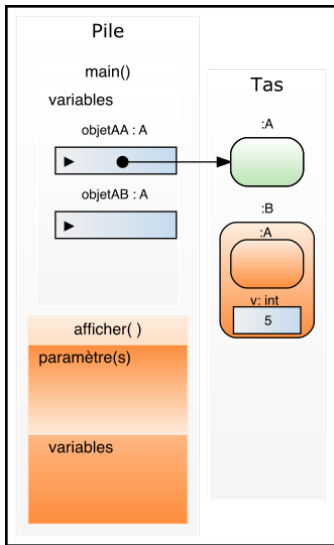 Pile
main()
variables
objetAA : A
objetAB : A
afficher( )
paramètre(s)
variables
Tas
:A
:B
:A
v: int
5